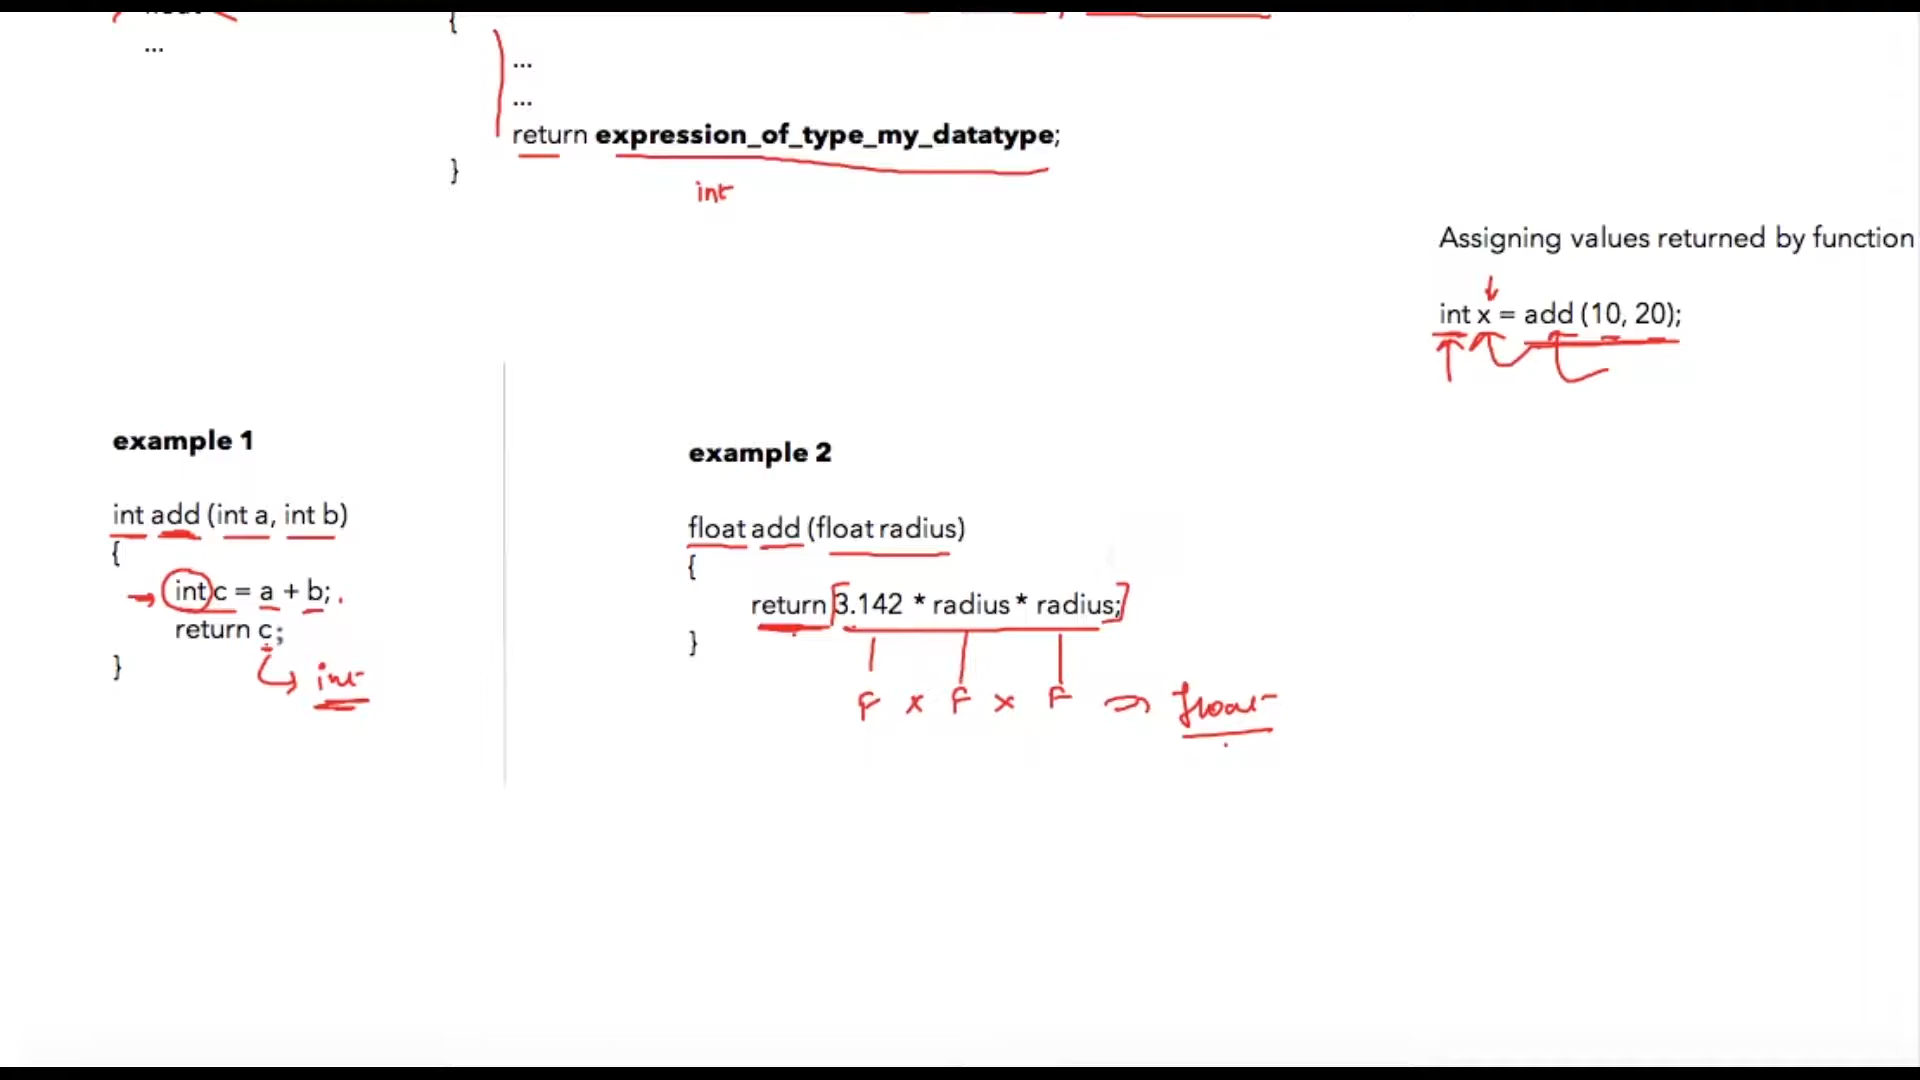 ...
{
...
...
return expression_of_type_my_datatype;
}
int
Assigning values returned by function
int x = add (10, 20);
example 1
int add (int a, int b)
{
int c = a + b;
return c;
}
int
example 2
float add (float radius)
{
return 3.142 * radius * radius;
}
F x F x F => float